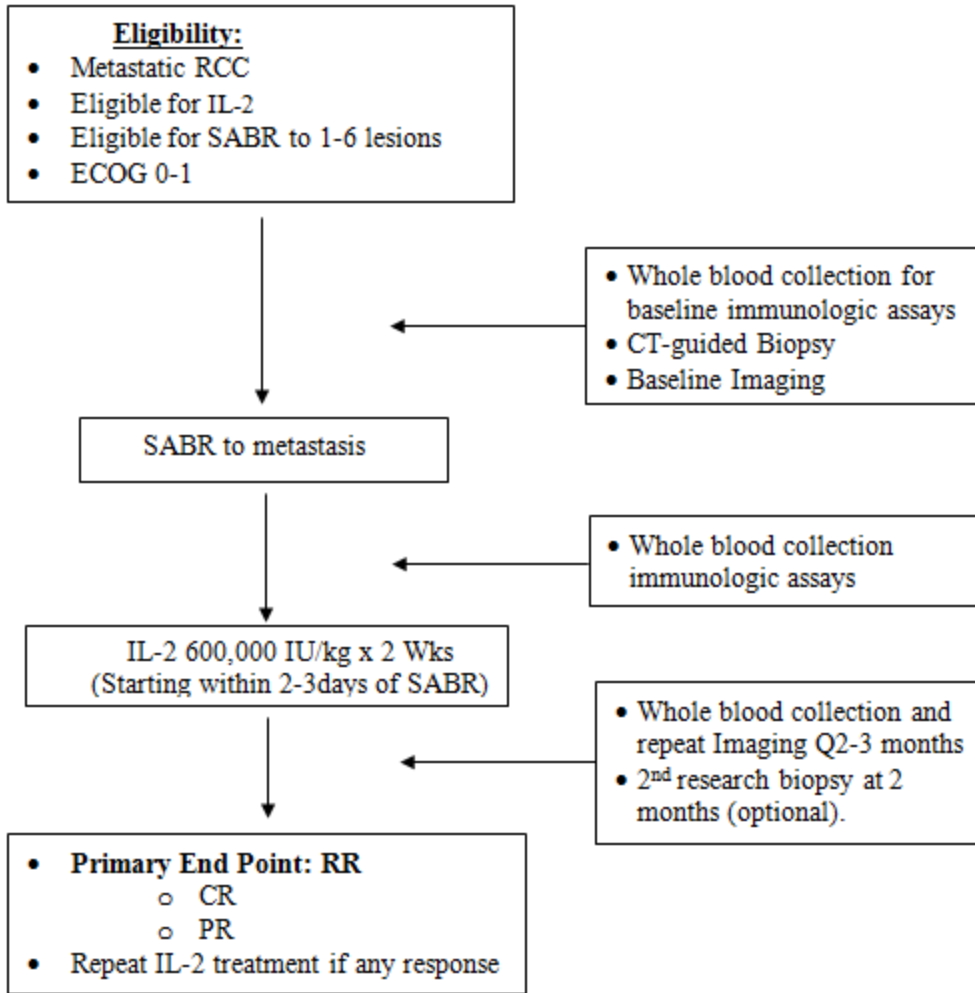 Eligibility:
• Metastatic RCC
• Eligible for IL-2
• Eligible for SABR to 1-6 lesions
• ECOG 0-1
• Whole blood collection for
baseline immunologic assays
• CT-guided Biopsy
• Baseline Imaging
SABR to metastasis
• Whole blood collection
immunologic assays
IL-2 600,000 IU/kg x 2 Wks
(Starting within 2-3days of SABR)
• Whole blood collection and
repeat Imaging Q2-3 months
• 2nd research biopsy at 2
months (optional).
• Primary End Point: RR
o CR
o PR
• Repeat IL-2 treatment if any response